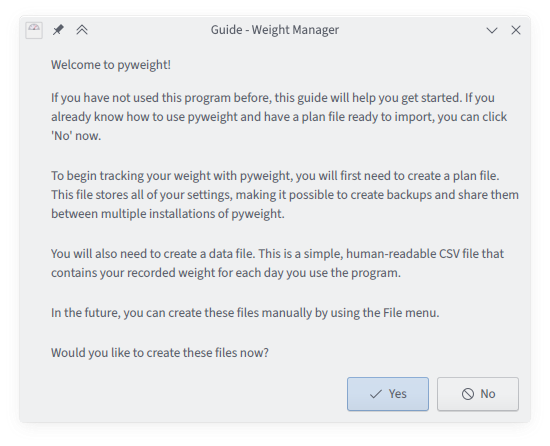 Guide - Weight Manager
Welcome to pyweight!
If you have not used this program before, this guide will help you get started. If you
already know how to use pyweight and have a plan file ready to import, you can click
'No' now.
To begin tracking your weight with pyweight, you will first need to create a plan file.
This file stores all of your settings, making it possible to create backups and share them
between multiple installations of pyweight.
You will also need to create a data file. This is a simple, human-readable CSV file that
contains your recorded weight for each day you use the program.
In the future, you can create these files manually by using the File menu.
Would you like to create these files now?
Yes
No